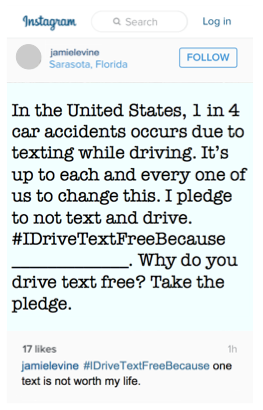 Instagram
Search
Log in
jamielevine
Sarasota, Florida
FOLLOW
In the United States, 1 in 4
car accidents occurs due to
texting while driving. It's
up to each and every one of
us to change this. I pledge
to not text and drive.
#IDriveTextFreeBecause
______________. Why do you
drive text free? Take the
pledge.
17 likes
1h
jamielevine #IDriveTextFreeBecause one
text is not worth my life.